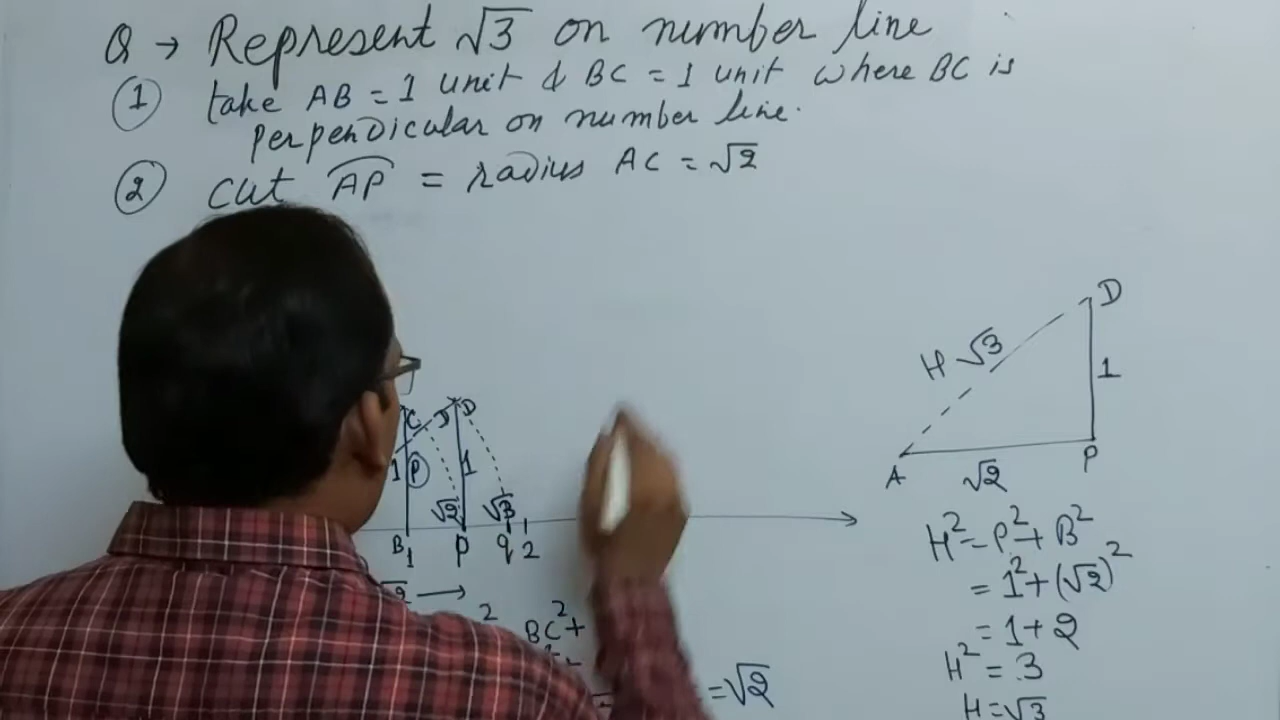 Q → Represent √3 on number line
① take AB = 1 unit & BC = 1 unit where BC is
perpendicular on number line.
② cut AP = radius AC = √2
C D D
1 P 1
√2 √3
B 1 P q 2
→
2 BC² +
= √2
D
H √3
1
A √2 P
H² = P² + B²
= 1² + (√2)²
= 1 + 2
H² = 3
H = √3